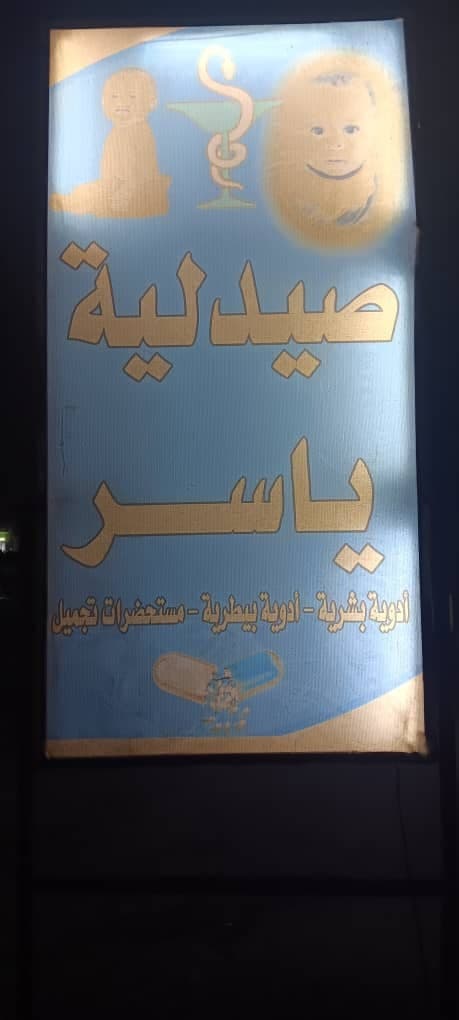 صيدلية
ياسر
أدوية بشرية - أدوية بيطرية - مستحضرات تجميل